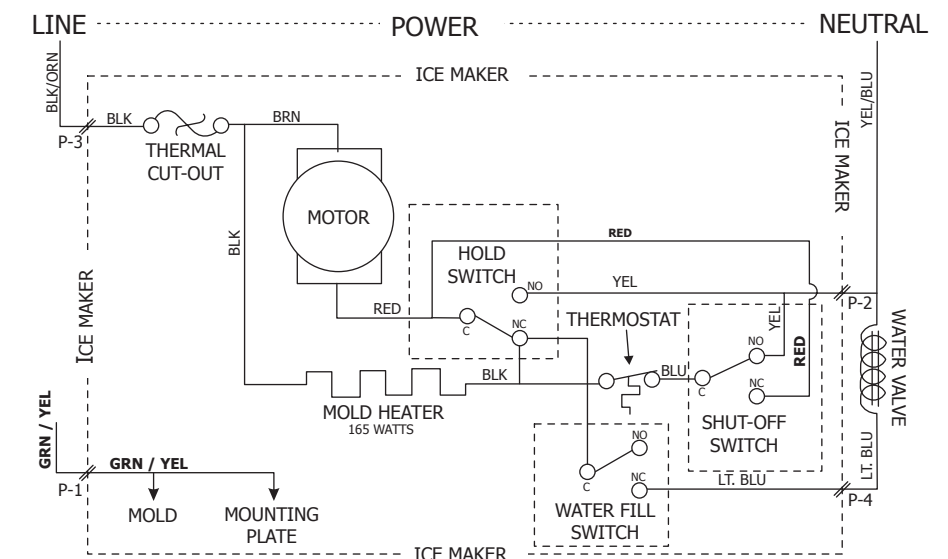 LINE POWER NEUTRAL
ICE MAKER
BLK/ORN
YEL/BLU
BLK
BRN
P-3
THERMAL
CUT-OUT
ICE MAKER
MOTOR
BLK
RED
HOLD
SWITCH
NO
YEL
P-2
RED
C
NC
THERMOSTAT
YEL
NO
RED
WATER VALVE
ICE MAKER
BLK
BLU
C
NC
MOLD HEATER
165 WATTS
SHUT-OFF
SWITCH
GRN / YEL
GRN / YEL
P-1
NO
C
NC
LT. BLU
LT. BLU
P-4
MOLD
MOUNTING
PLATE
WATER FILL
SWITCH
ICE MAKER